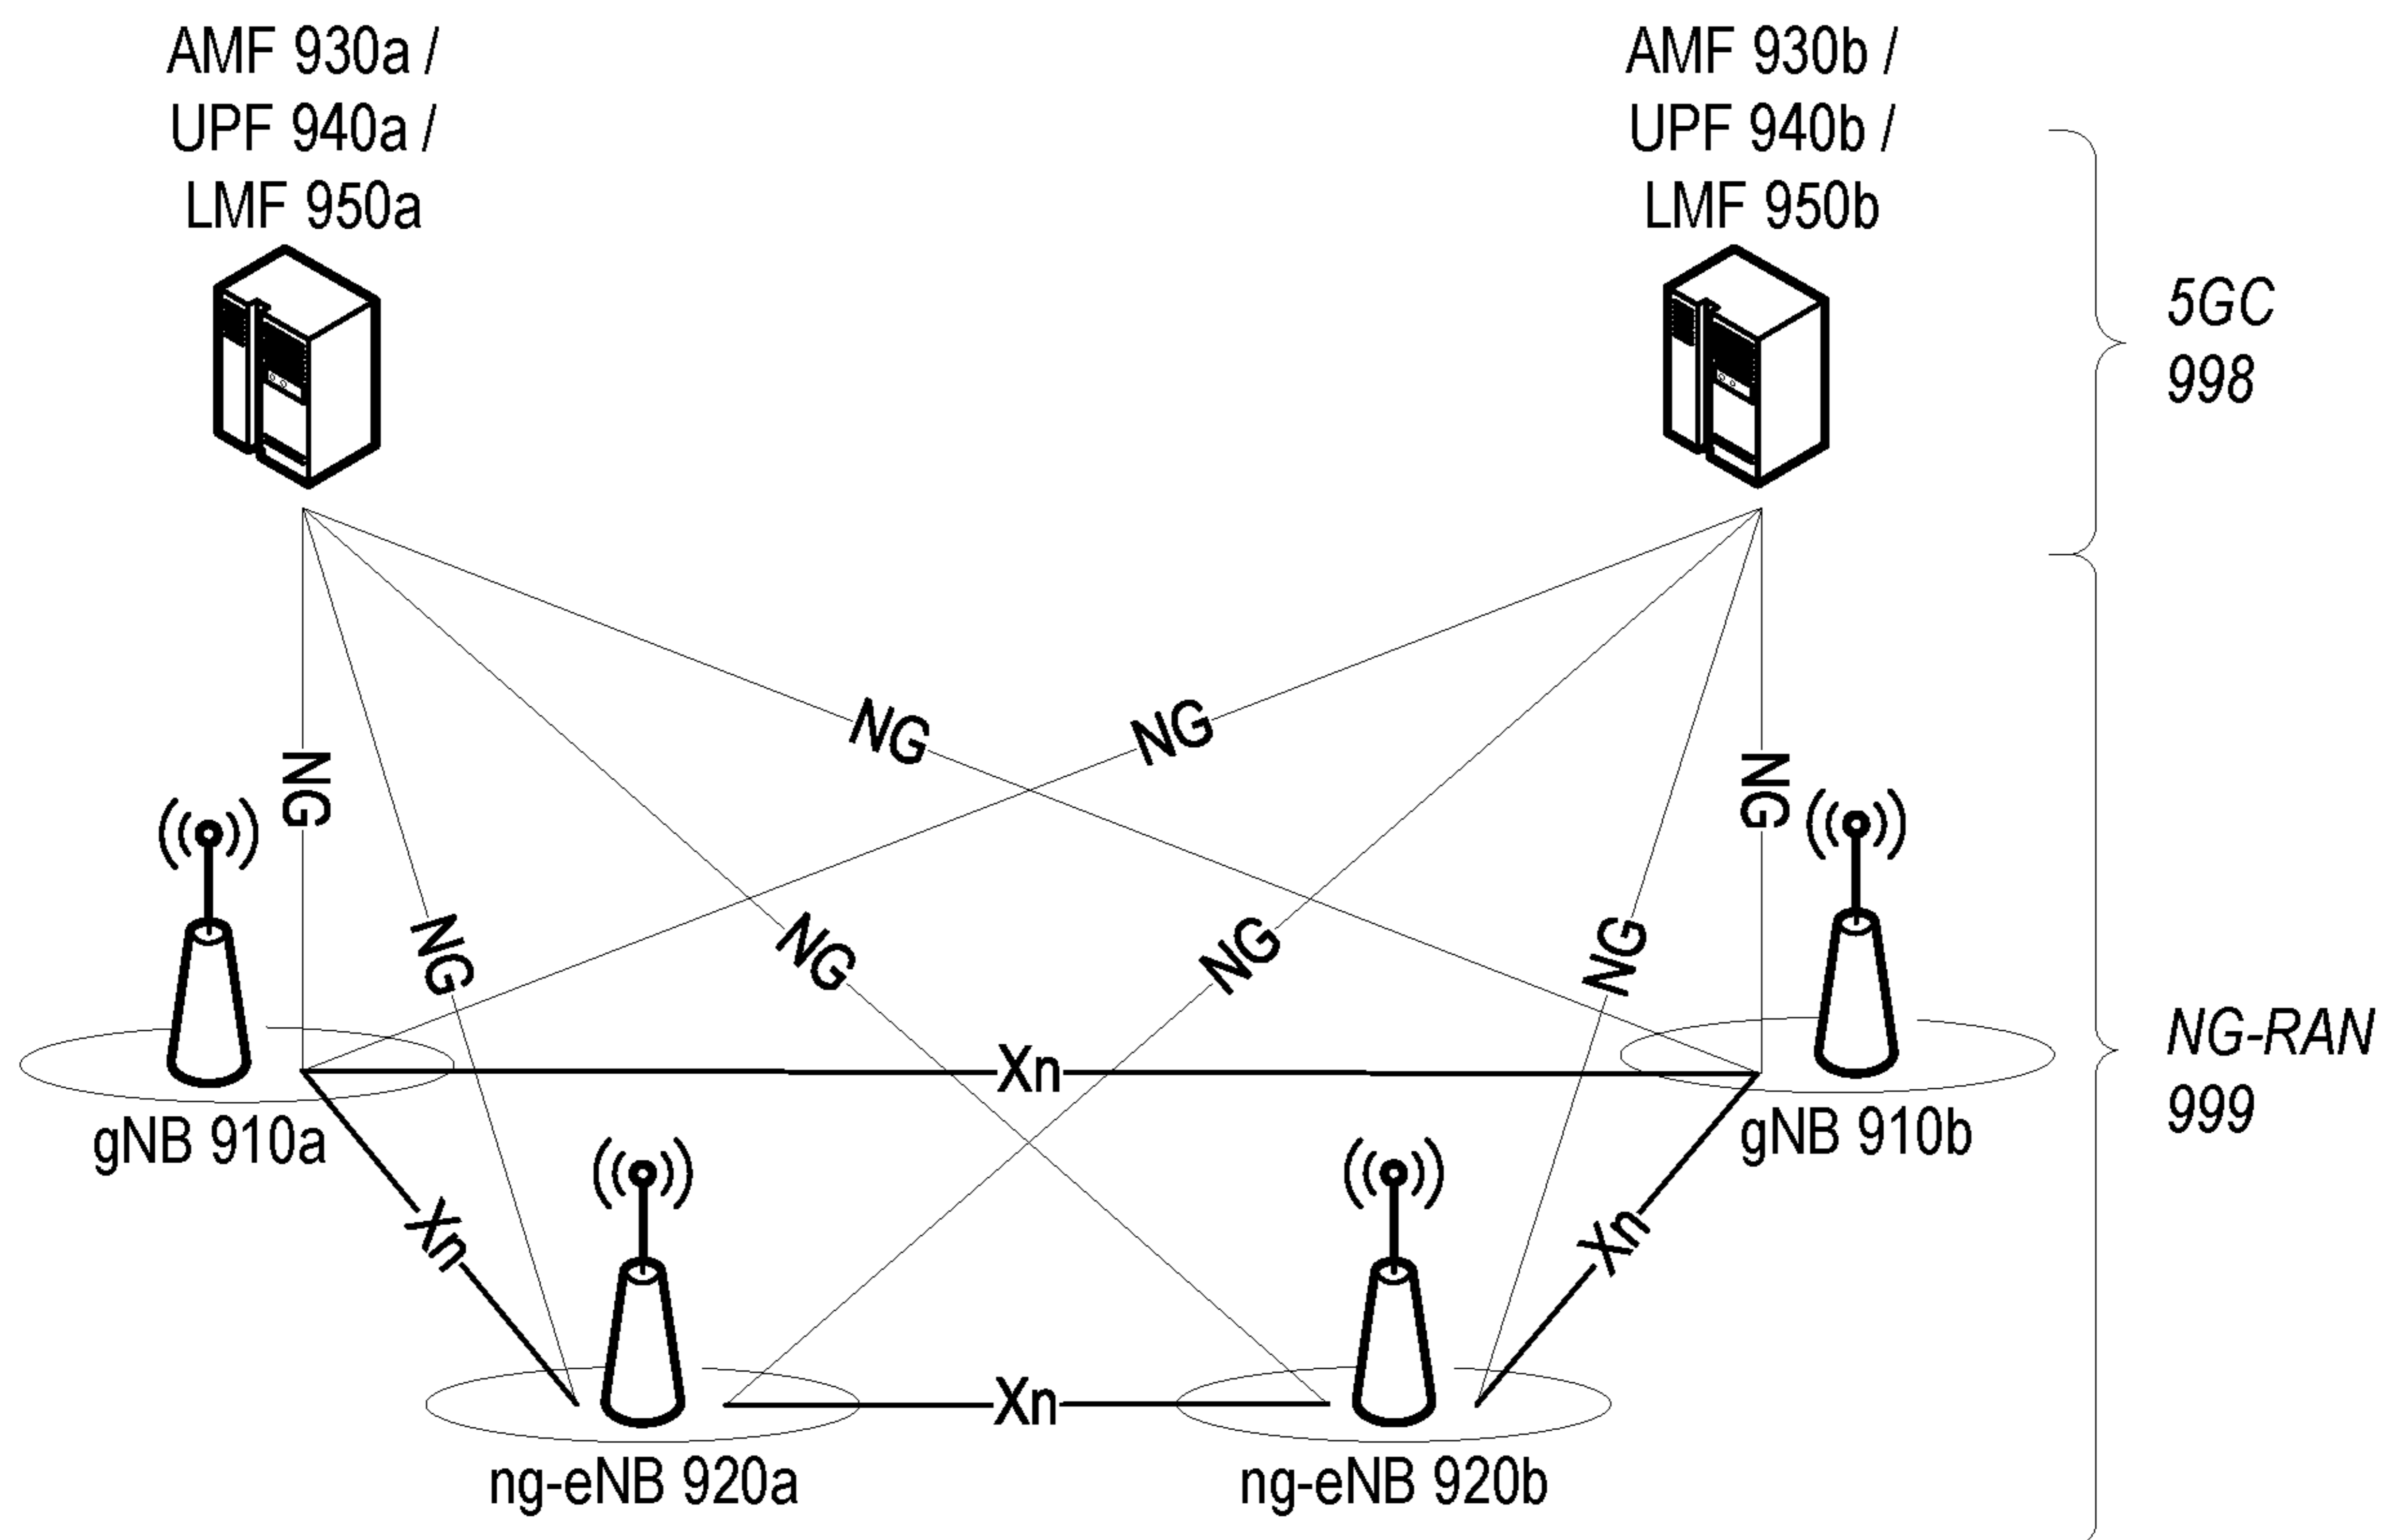 AMF 930a /
UPF 940a /
LMF 950a
AMF 930b /
UPF 940b /
LMF 950b
5GC
998
NG
NG
NG
NG
NG
NG
NG
NG
Xn
NG-RAN
999
gNB 910a
gNB 910b
Xn
Xn
Xn
ng-eNB 920a
ng-eNB 920b